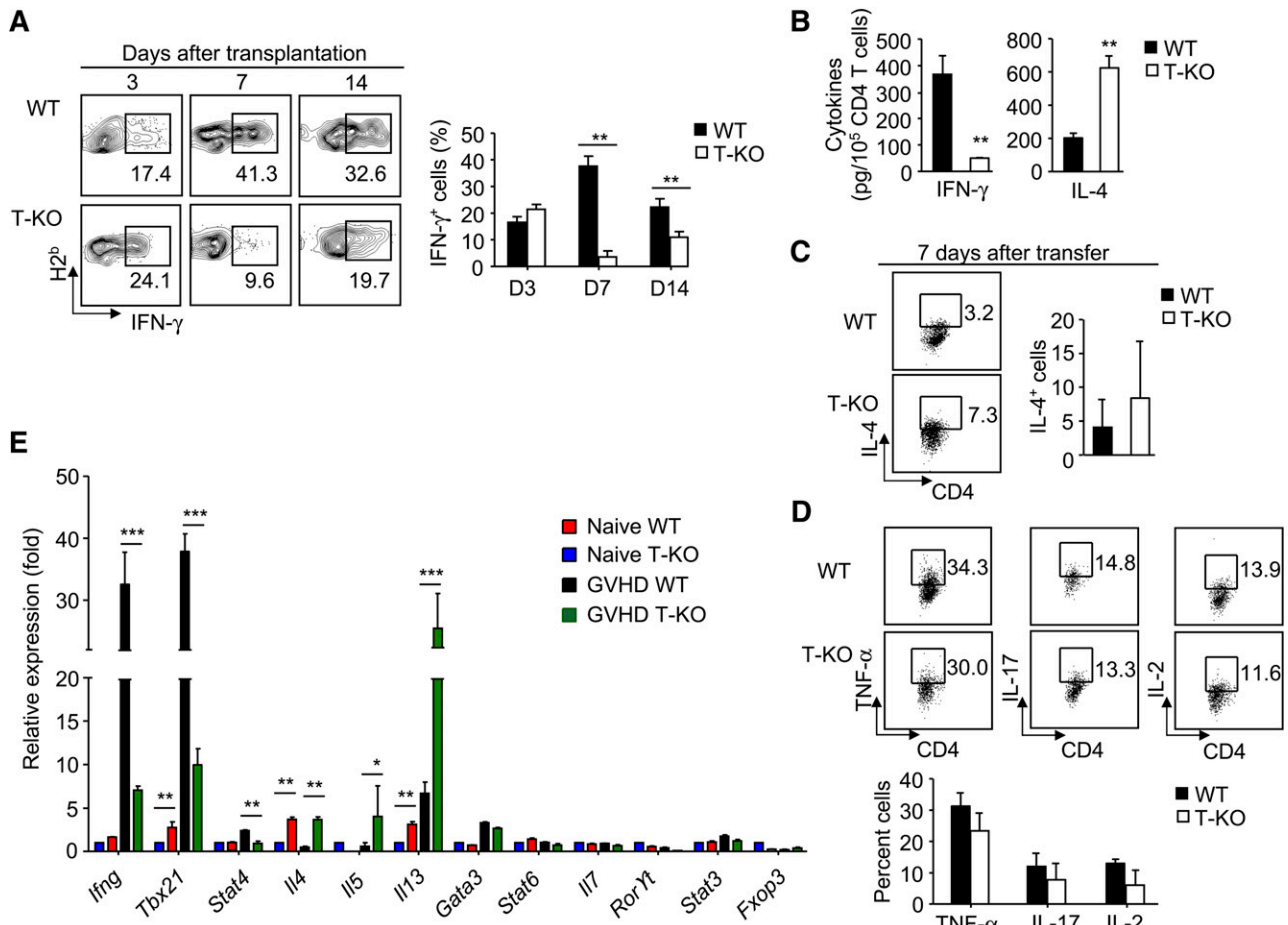 A
Days after transplantation
3 7 14
WT
17.4 41.3 32.6
T-KO
24.1 9.6 19.7
H2ᵇ
IFN-γ
IFN-γ⁺ cells (%)
50
40
30
20
10
0
D3 D7 D14
** **
WT
T-KO
B
Cytokines
(pg/10⁵ CD4 T cells)
500
400
300
200
100
0
**
IFN-γ
800
600
400
200
0
**
IL-4
WT
T-KO
C
7 days after transfer
WT
3.2
T-KO
7.3
IL-4
CD4
IL-4⁺ cells
20
15
10
5
0
WT
T-KO
D
WT
34.3 14.8 13.9
T-KO
30.0 13.3 11.6
TNF-α IL-17 IL-2
CD4 CD4 CD4
Percent cells
40
30
20
10
0
TNF-α IL-17 IL-2
WT
T-KO
E
Relative expression (fold)
50
40
30
20
10
5
0
*** *** ***
** ** ** ** * **
Naive WT
Naive T-KO
GVHD WT
GVHD T-KO
Ifng Tbx21 Stat4 Il4 Il5 Il13 Gata3 Stat6 Il7 Rorϒt Stat3 Fxop3